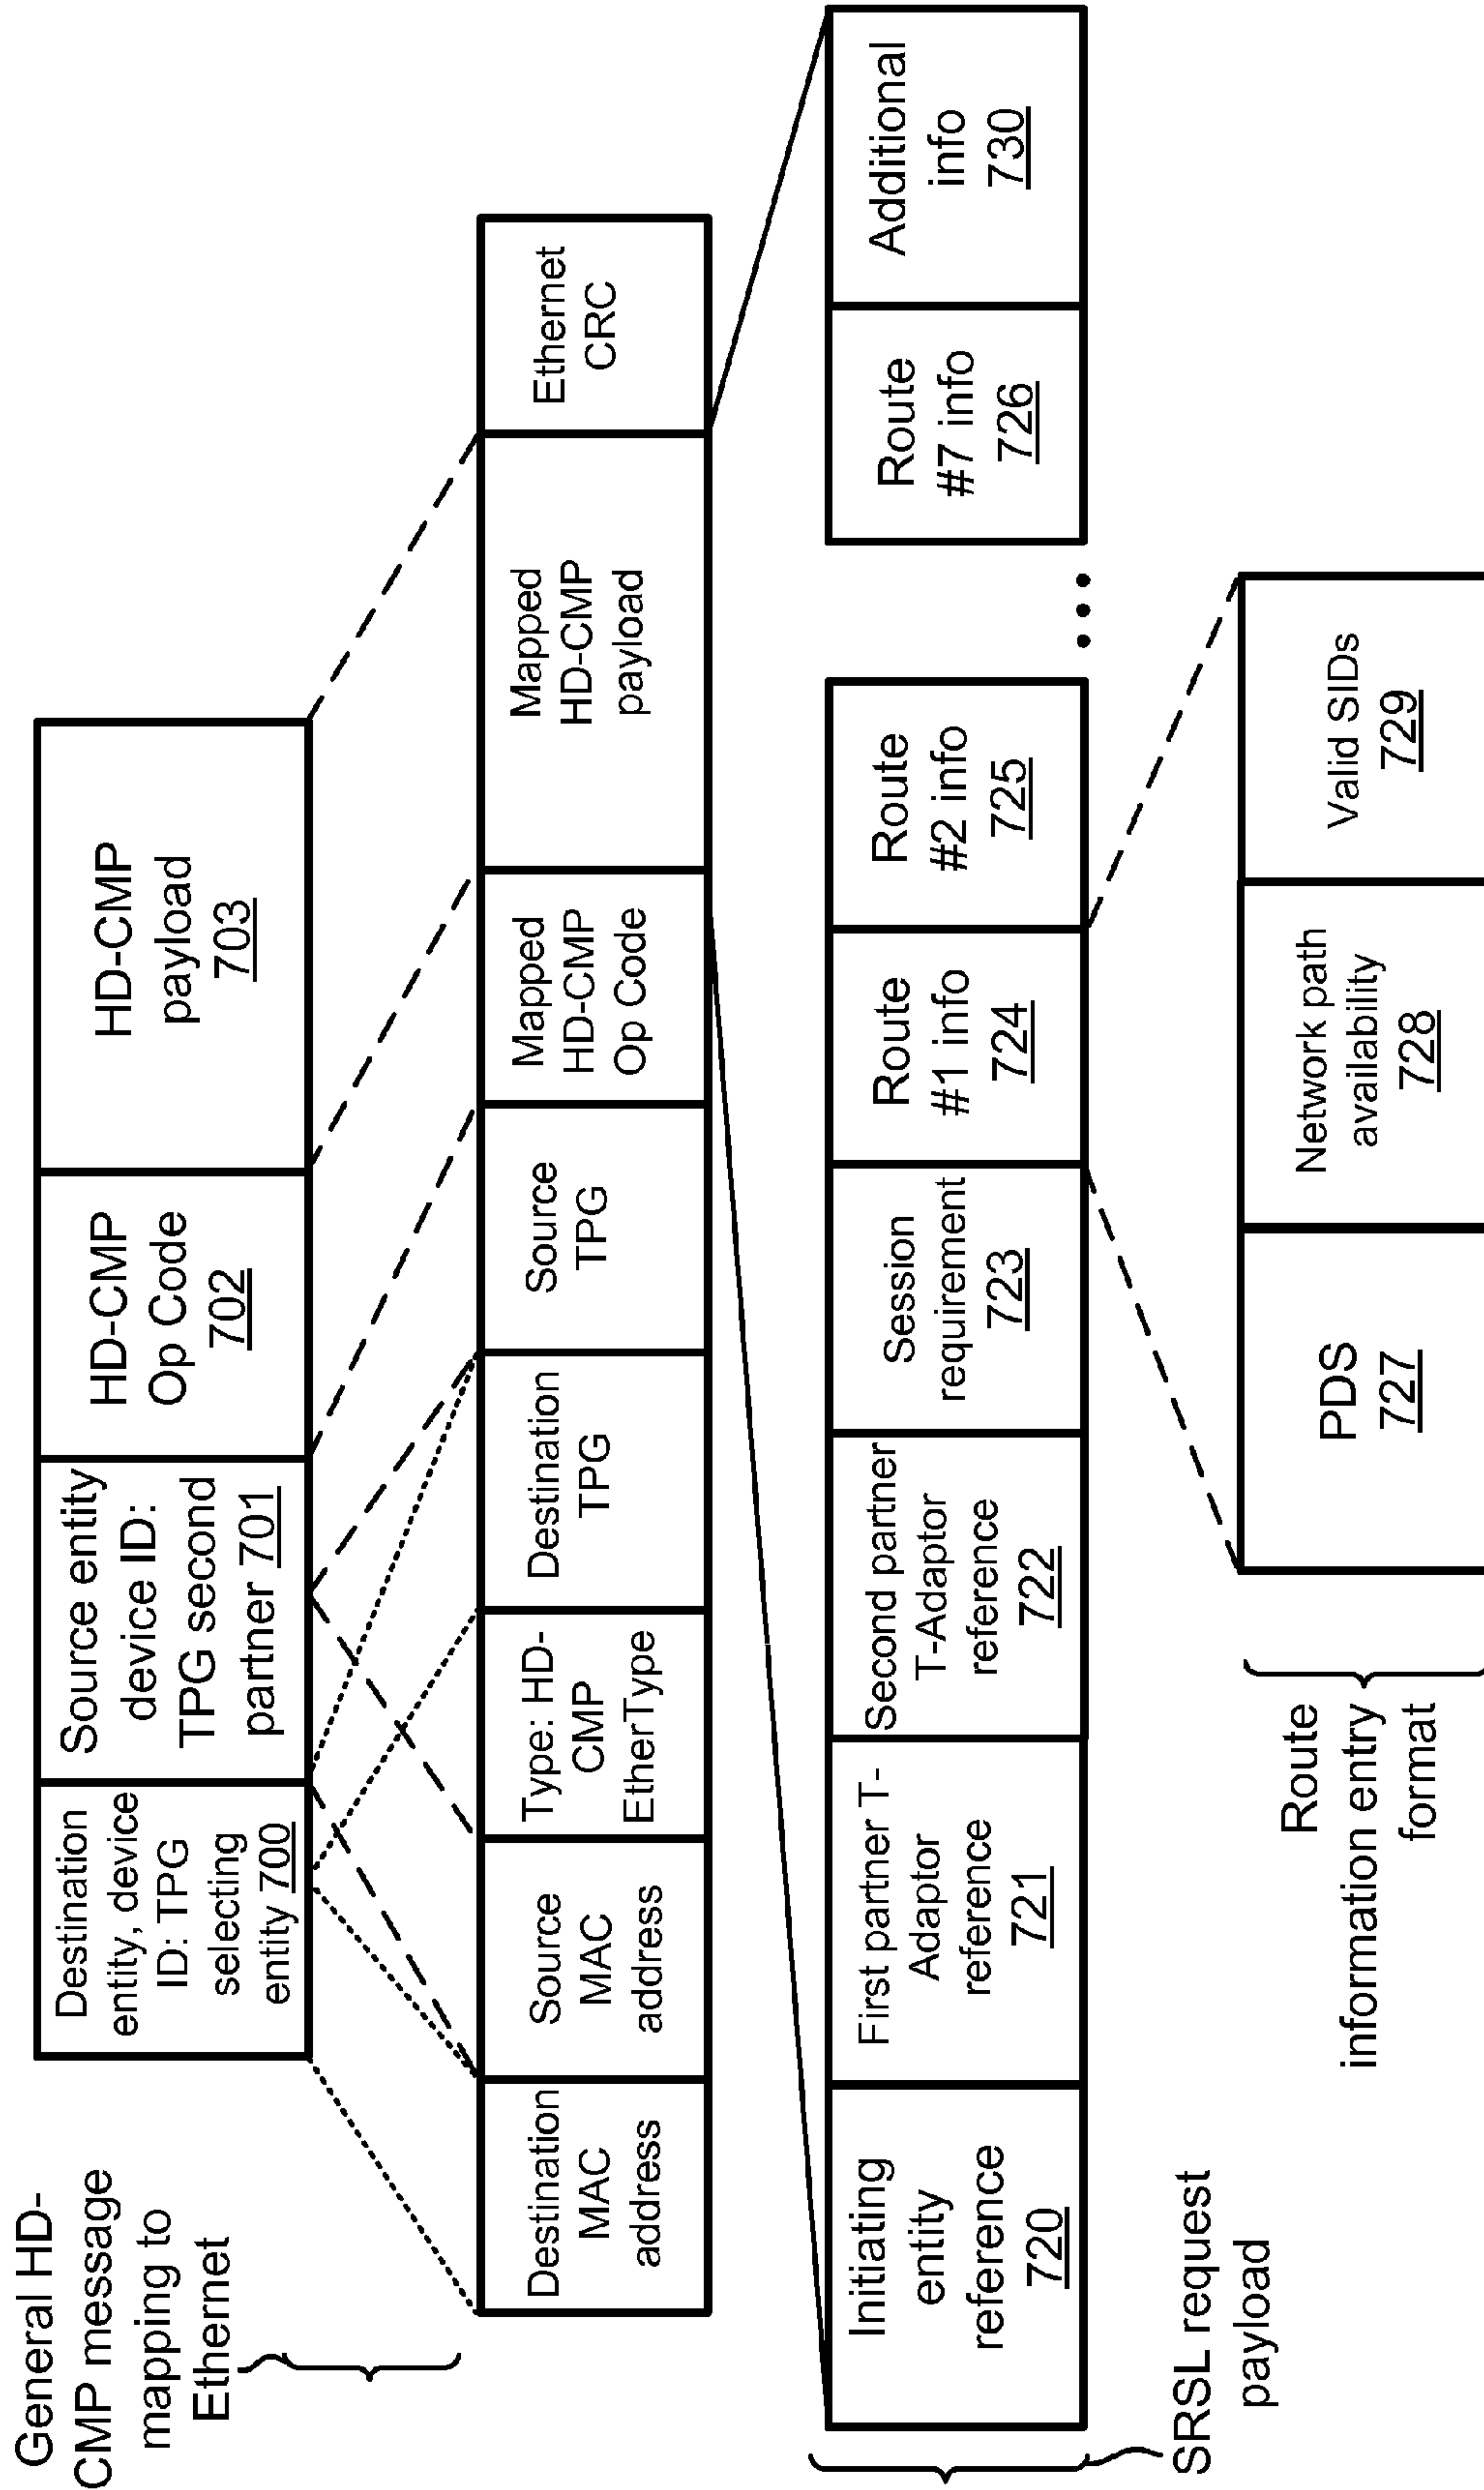 General HD-
CMP message
mapping to
Ethernet
Destination
entity, device
ID: TPG
selecting
entity 700
Source entity
device ID:
TPG second
partner 701
HD-CMP
Op Code
702
HD-CMP
payload
703
Destination
MAC
address
Source
MAC
address
Type: HD-
CMP
EtherType
Destination
TPG
Source
TPG
Mapped
HD-CMP
Op Code
Mapped
HD-CMP
payload
Ethernet
CRC
Initiating
entity
reference
720
First partner T-
Adaptor
reference
721
Second partner
T-Adaptor
reference
722
Session
requirement
723
Route
#1 info
724
Route
#2 info
725
•••
Route
#7 info
726
Additional
info
730
SRSL request
payload
Route
information entry
format
PDS
727
Network path
availability
728
Valid SIDs
729